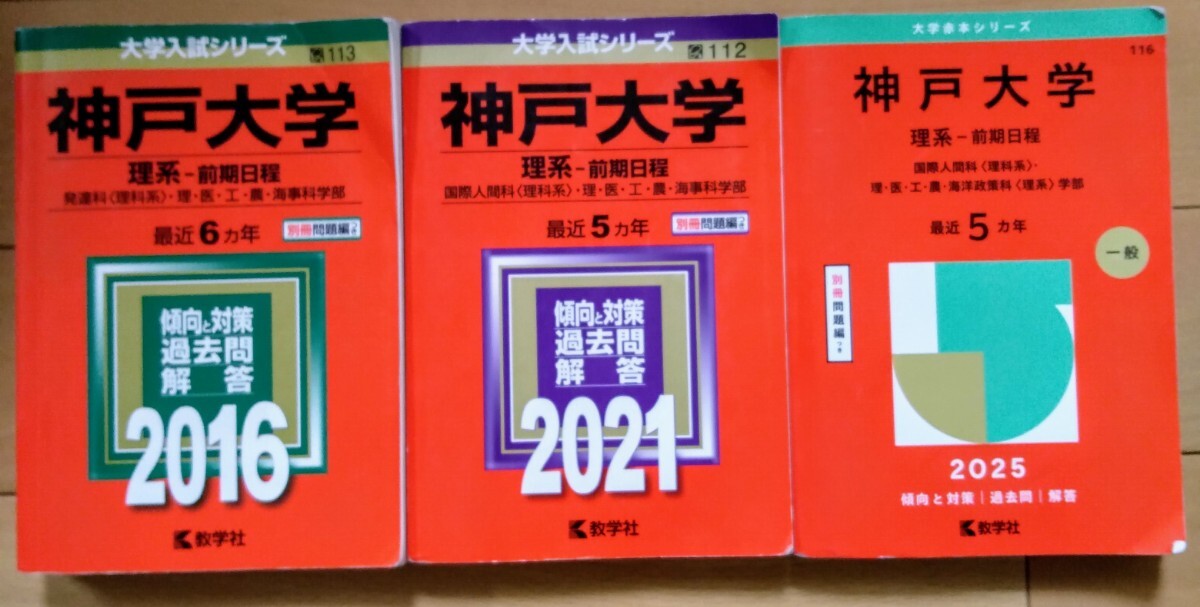 大学入試シリーズ
113
神戸大学
理系-前期日程
発達科〈理科系〉・理・医・工・農・海事科学部
最近6カ年
別冊問題編つき
傾向と対策
過去問
解答
2016
教学社
大学入試シリーズ
112
神戸大学
理系-前期日程
国際人間科〈理科系〉・理・医・工・農・海事科学部
最近5カ年
別冊問題編つき
傾向と対策
過去問
解答
2021
教学社
大学赤本シリーズ
116
神戸大学
理系-前期日程
国際人間科〈理科系〉・
理・医・工・農・海洋政策科〈理系〉学部
最近5カ年
一般
別冊問題編つき
2025
傾向と対策|過去問|解答
教学社